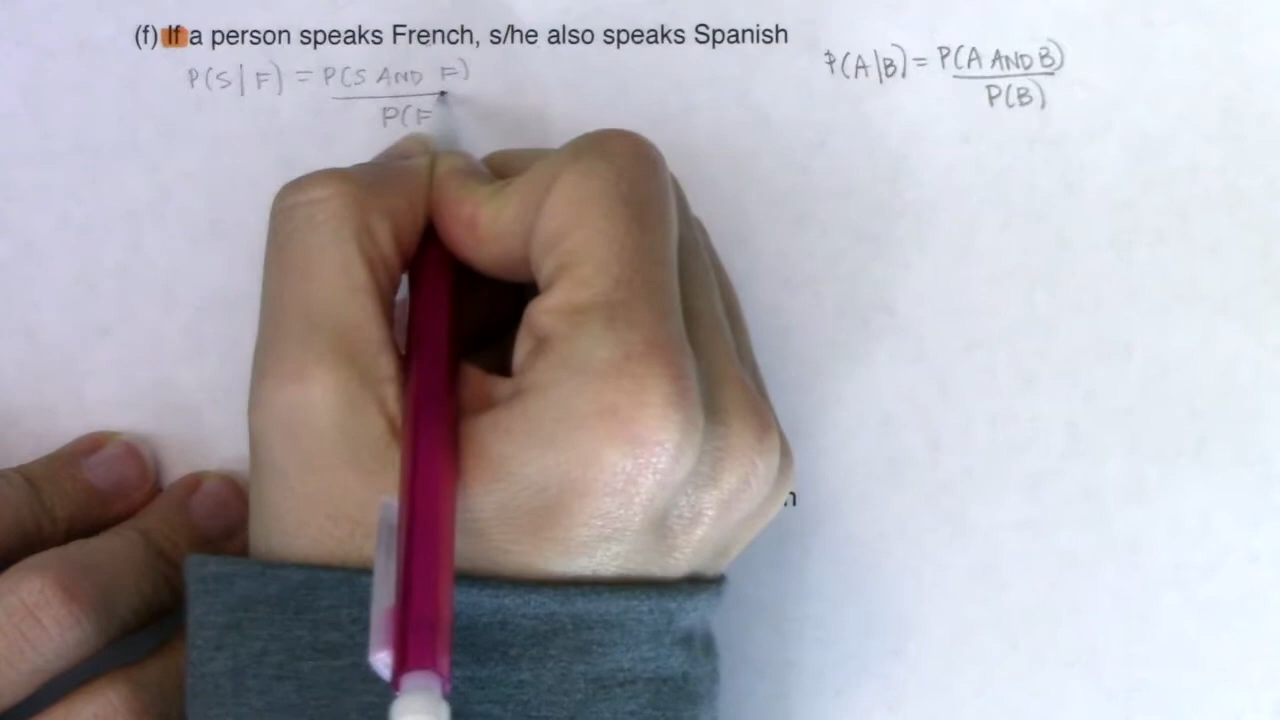 (f) If a person speaks French, s/he also speaks Spanish
P(S|F) = P(S AND F)
P(F
P(A|B) = P(A AND B)
P(B)
n